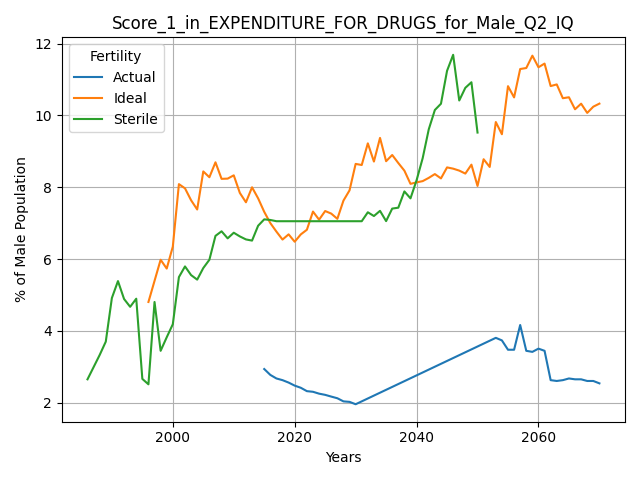 Score_1_in_EXPENDITURE_FOR_DRUGS_for_Male_Q2_IQ
Fertility
Actual
Ideal
Sterile
% of Male Population
12
10
8
6
4
2
2000 2020 2040 2060
Years